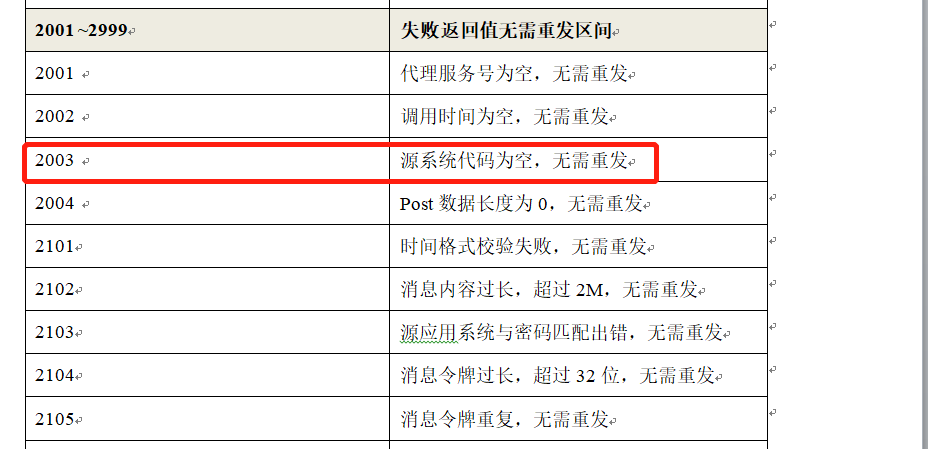 2001 ~2999 失败返回值无需重发区间
2001 代理服务号为空，无需重发
2002 调用时间为空，无需重发
2003 源系统代码为空，无需重发
2004 Post 数据长度为 0，无需重发
2101 时间格式校验失败，无需重发
2102 消息内容过长，超过 2M，无需重发
2103 源应用系统与密码匹配出错，无需重发
2104 消息令牌过长，超过 32 位，无需重发
2105 消息令牌重复，无需重发